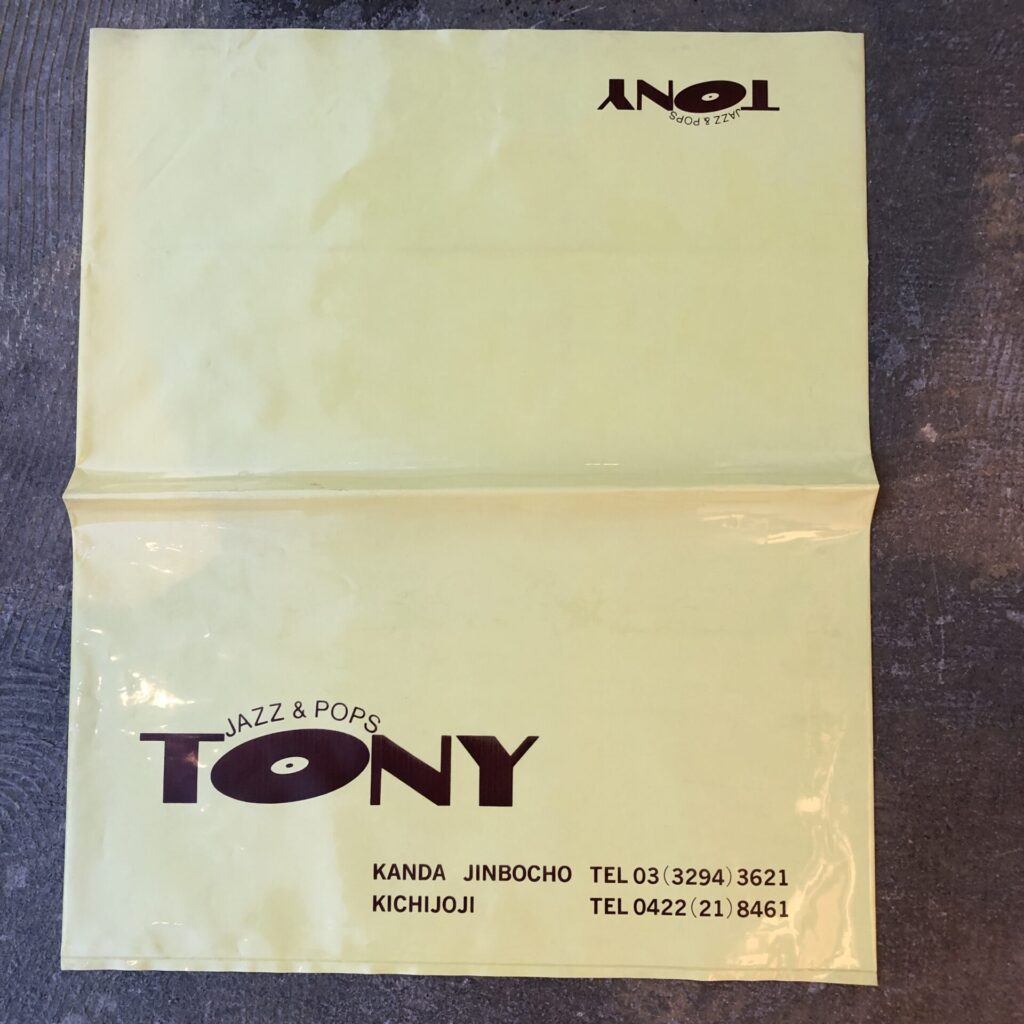 TONY
JAZZ & POPS
JAZZ & POPS
TONY
KANDA JINBOCHO TEL 03(3294)3621
KICHIJOJI TEL 0422(21)8461